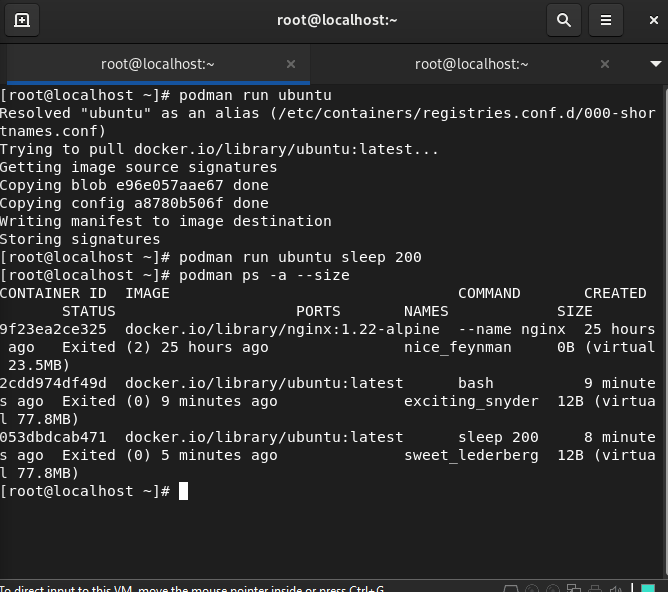 root@localhost:~
root@localhost:~ root@localhost:~
[root@localhost ~]# podman run ubuntu
Resolved "ubuntu" as an alias (/etc/containers/registries.conf.d/000-shor
tnames.conf)
Trying to pull docker.io/library/ubuntu:latest...
Getting image source signatures
Copying blob e96e057aae67 done
Copying config a8780b506f done
Writing manifest to image destination
Storing signatures
[root@localhost ~]# podman run ubuntu sleep 200
[root@localhost ~]# podman ps -a --size
CONTAINER ID  IMAGE                                COMMAND       CREATED
       STATUS                    PORTS       NAMES            SIZE
9f23ea2ce325  docker.io/library/nginx:1.22-alpine  --name nginx  25 hours
 ago   Exited (2) 25 hours ago               nice_feynman     0B (virtual
 23.5MB)
2cdd974df49d  docker.io/library/ubuntu:latest      bash          9 minute
s ago  Exited (0) 9 minutes ago              exciting_snyder  12B (virtua
l 77.8MB)
053dbdcab471  docker.io/library/ubuntu:latest      sleep 200     8 minute
s ago  Exited (0) 5 minutes ago              sweet_lederberg  12B (virtua
l 77.8MB)
[root@localhost ~]#
To direct input to this VM, move the mouse pointer inside or press Ctrl+G.